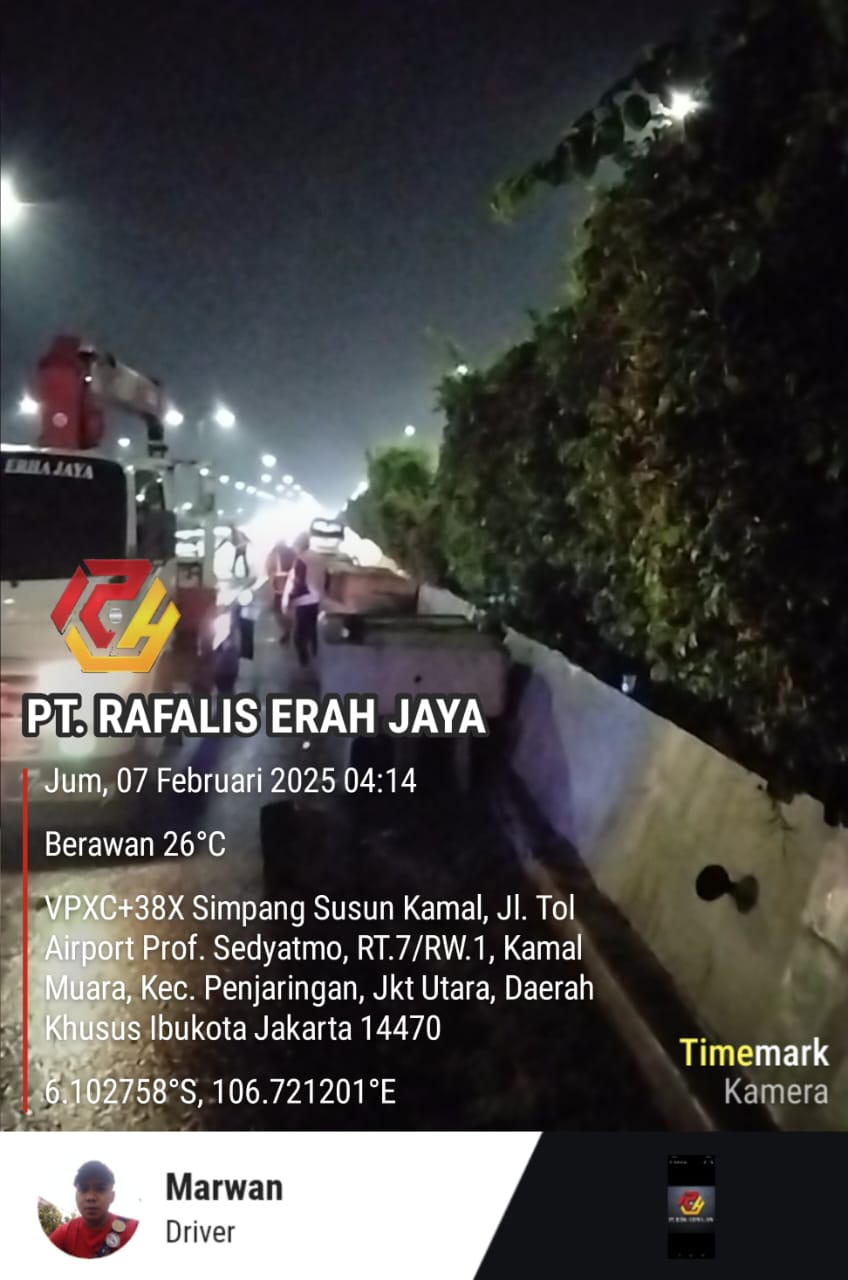 ERHA JAYA
PT. RAFALIS ERAH JAYA
Jum, 07 Februari 2025 04:14
Berawan 26°C
VPXC+38X Simpang Susun Kamal, Jl. Tol
Airport Prof. Sedyatmo, RT.7/RW.1, Kamal
Muara, Kec. Penjaringan, Jkt Utara, Daerah
Khusus Ibukota Jakarta 14470
6.102758°S, 106.721201°E
Timemark
Kamera
Marwan
Driver